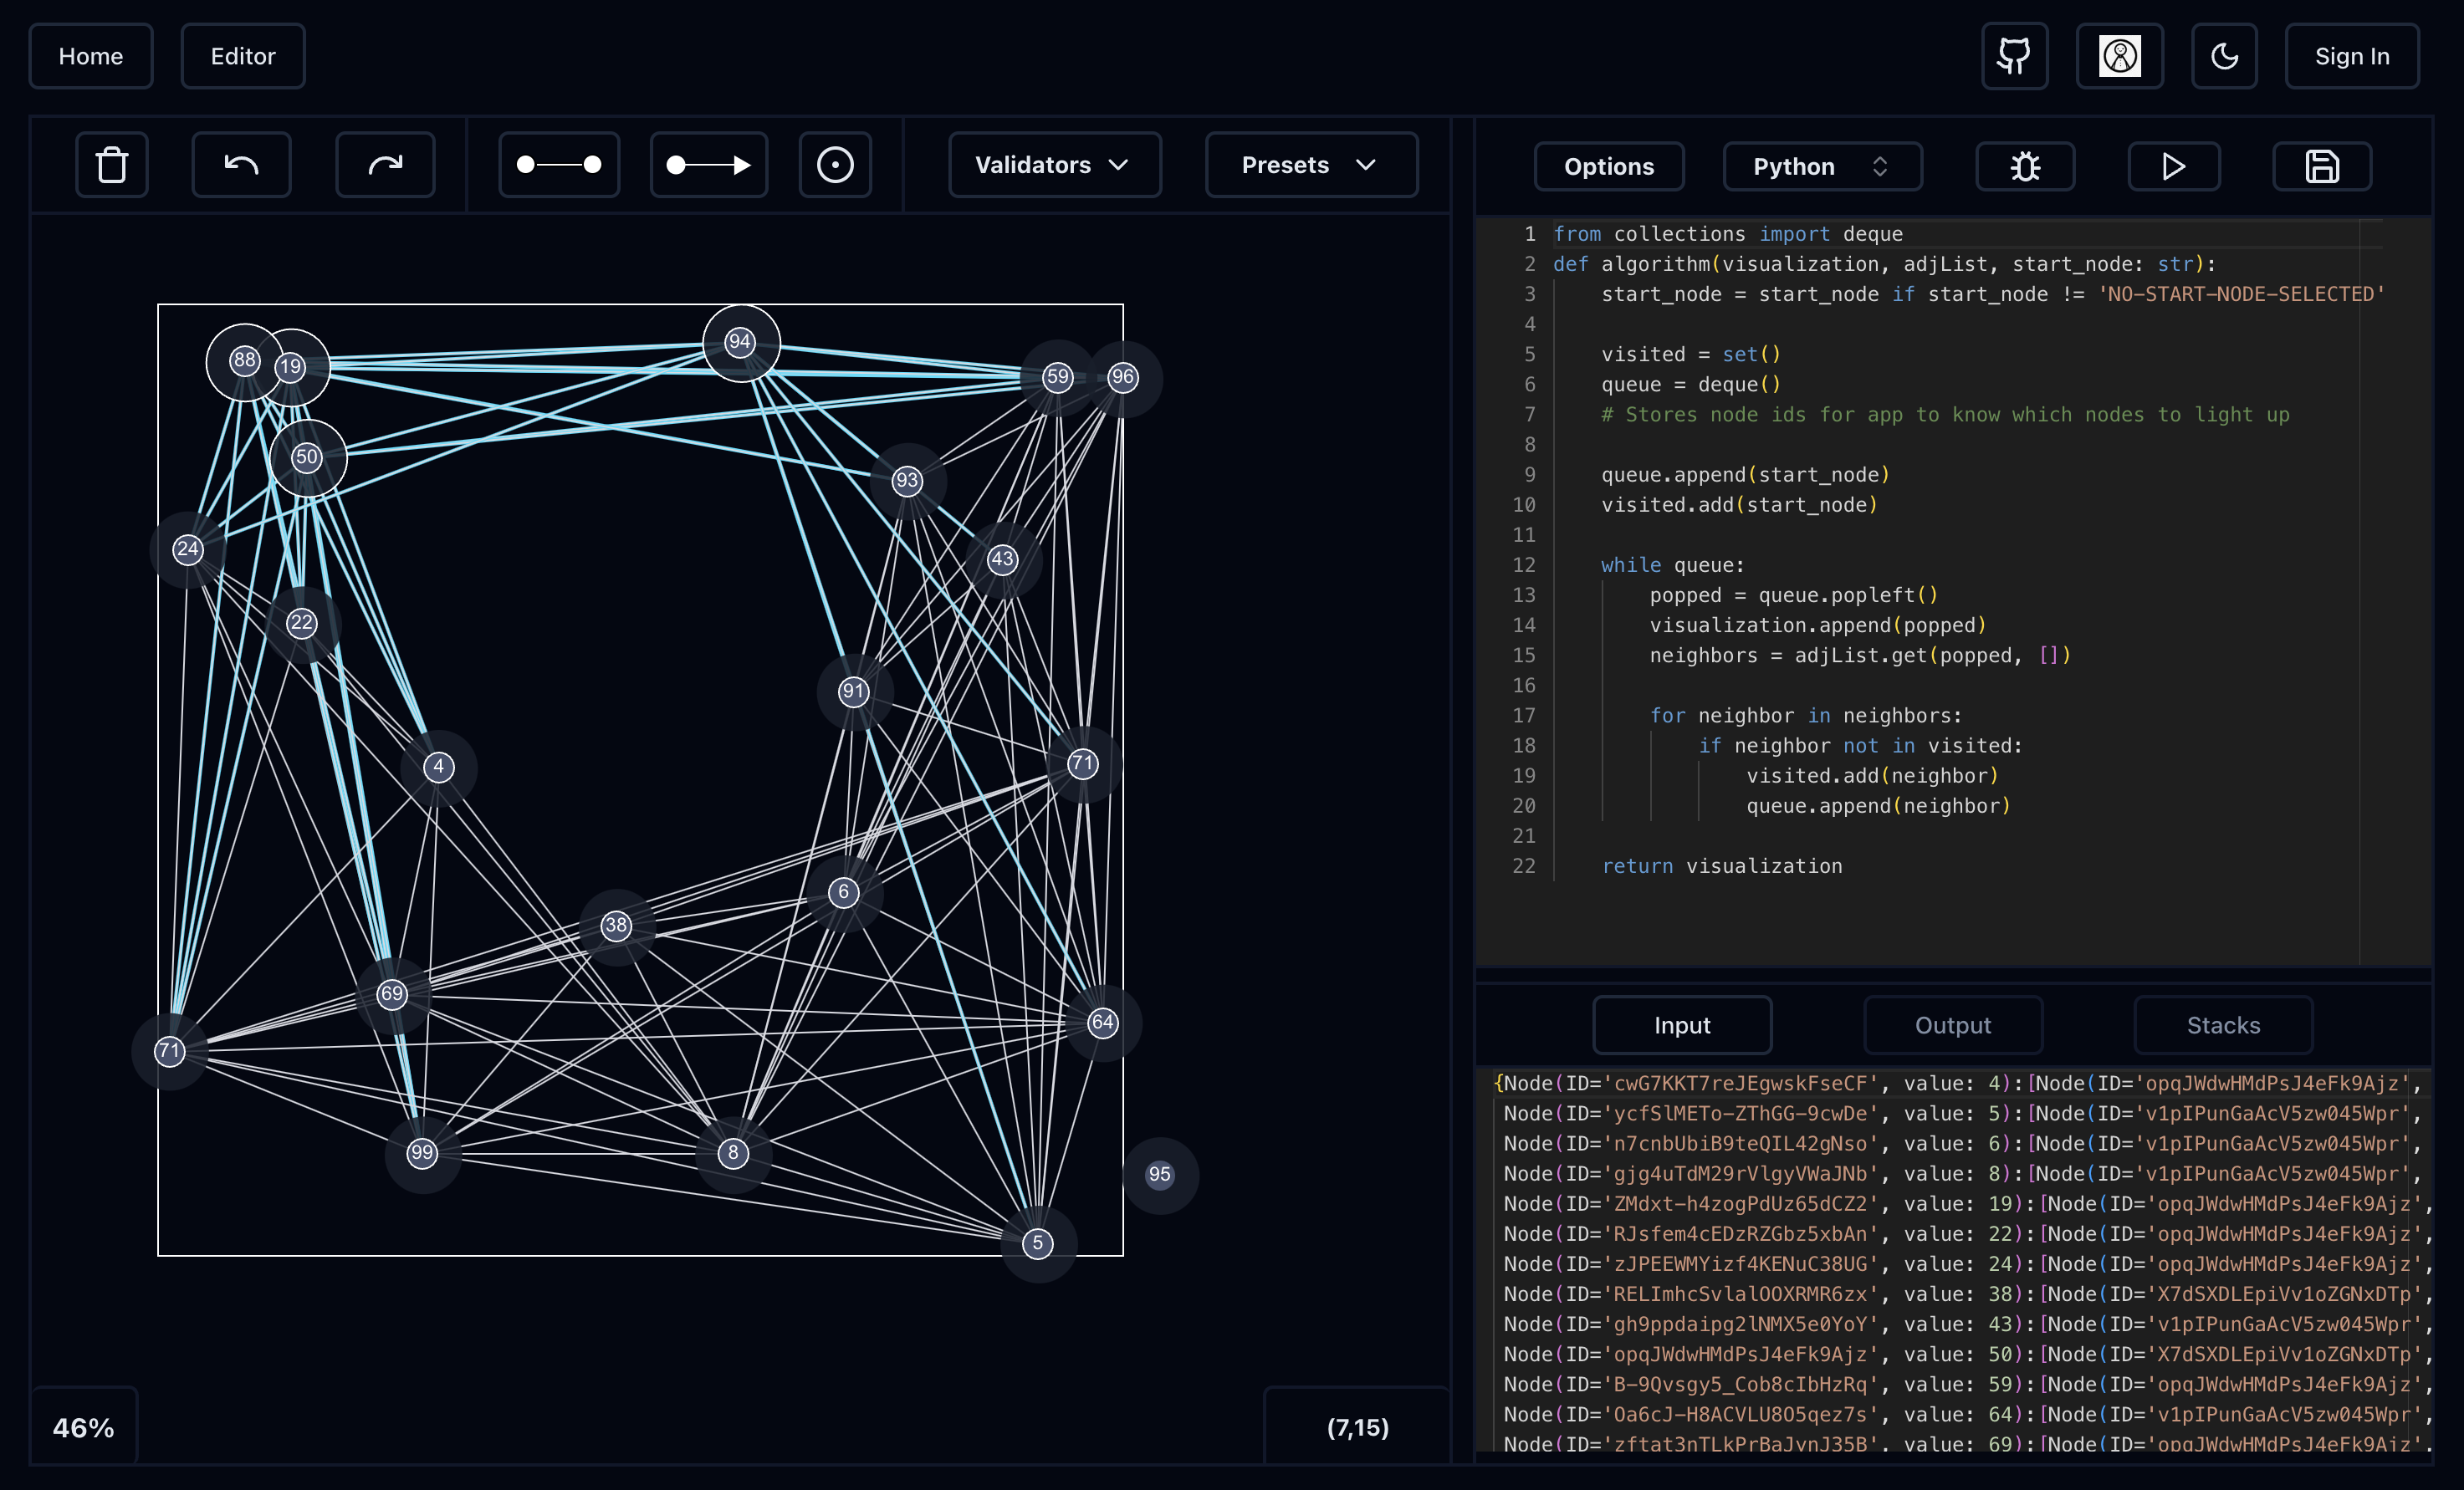 Home
Editor
Sign In
Validators
Presets
Options
Python
88
19
94
59
96
50
93
24
43
22
91
4
71
6
38
69
64
71
99
8
95
5
46%
(7,15)
1 from collections import deque
2 def algorithm(visualization, adjList, start_node: str):
3 start_node = start_node if start_node != 'NO-START-NODE-SELECTED'
4
5 visited = set()
6 queue = deque()
7 # Stores node ids for app to know which nodes to light up
8
9 queue.append(start_node)
10 visited.add(start_node)
11
12 while queue:
13 popped = queue.popleft()
14 visualization.append(popped)
15 neighbors = adjList.get(popped, [])
16
17 for neighbor in neighbors:
18 if neighbor not in visited:
19 visited.add(neighbor)
20 queue.append(neighbor)
21
22 return visualization
Input
Output
Stacks
{Node(ID='cwG7KKT7reJEgwskFseCF', value: 4):[Node(ID='opqJWdwHMdPsJ4eFk9Ajz',
Node(ID='ycfSlMETo-ZThGG-9cwDe', value: 5):[Node(ID='v1pIPunGaAcV5zw045Wpr',
Node(ID='n7cnbUbiB9teQIL42gNso', value: 6):[Node(ID='v1pIPunGaAcV5zw045Wpr',
Node(ID='gjg4uTdM29rVlgyVWaJNb', value: 8):[Node(ID='v1pIPunGaAcV5zw045Wpr',
Node(ID='ZMdxt-h4zogPdUz65dCZ2', value: 19):[Node(ID='opqJWdwHMdPsJ4eFk9Ajz',
Node(ID='RJsfem4cEDzRZGbz5xbAn', value: 22):[Node(ID='opqJWdwHMdPsJ4eFk9Ajz',
Node(ID='zJPEEWMYizf4KENuC38UG', value: 24):[Node(ID='opqJWdwHMdPsJ4eFk9Ajz',
Node(ID='RELImhcSvlalOOXRMR6zx', value: 38):[Node(ID='X7dSXDLEpiVv1oZGNxDTp',
Node(ID='gh9ppdaipg2lNMX5e0YoY', value: 43):[Node(ID='v1pIPunGaAcV5zw045Wpr',
Node(ID='opqJWdwHMdPsJ4eFk9Ajz', value: 50):[Node(ID='X7dSXDLEpiVv1oZGNxDTp',
Node(ID='B-9Qvsgy5_Cob8cIbHzRq', value: 59):[Node(ID='opqJWdwHMdPsJ4eFk9Ajz',
Node(ID='Oa6cJ-H8ACVLU8O5qez7s', value: 64):[Node(ID='v1pIPunGaAcV5zw045Wpr',
Node(ID='zftat3nTLkPrBaJvnJ35B', value: 69):[Node(ID='opqJWdwHMdPsJ4eFk9Ajz',